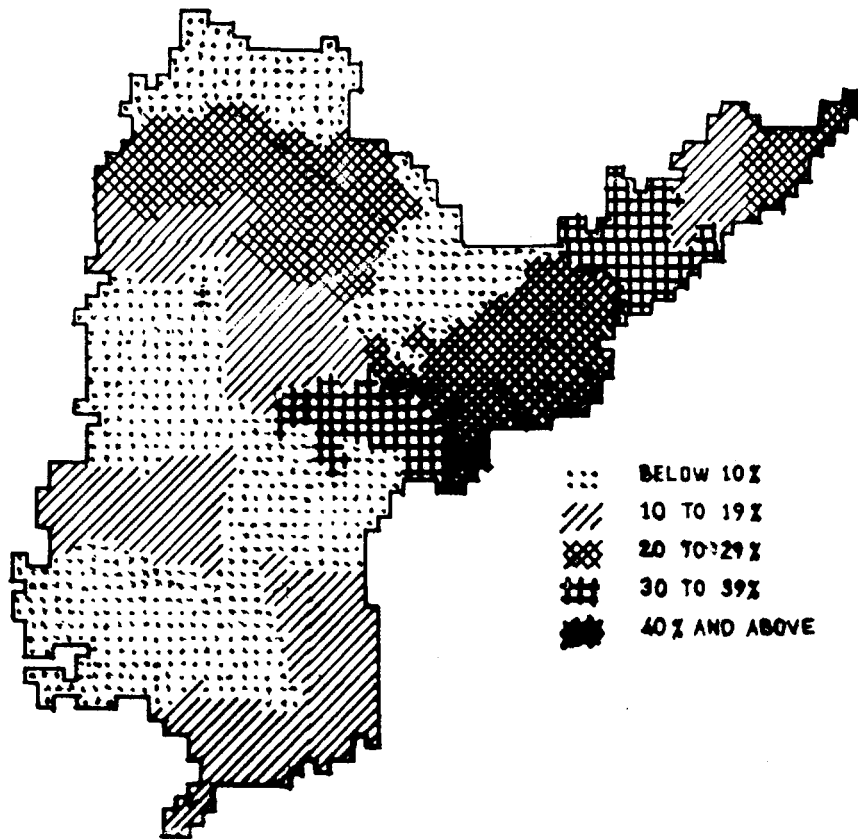 BELOW 10%
10 TO 19%
20 TO 29%
30 TO 39%
40% AND ABOVE